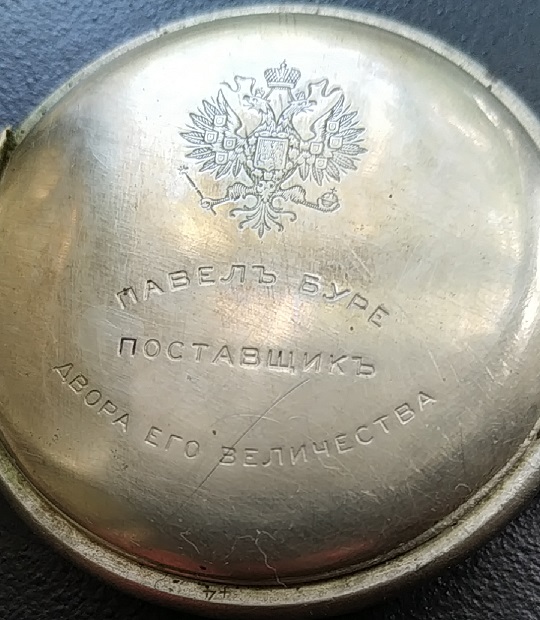 ПАВЕЛЪ БУРЕ
ПОСТАВЩИКЪ
ДВОРА ЕГО ВЕЛИЧЕСТВА